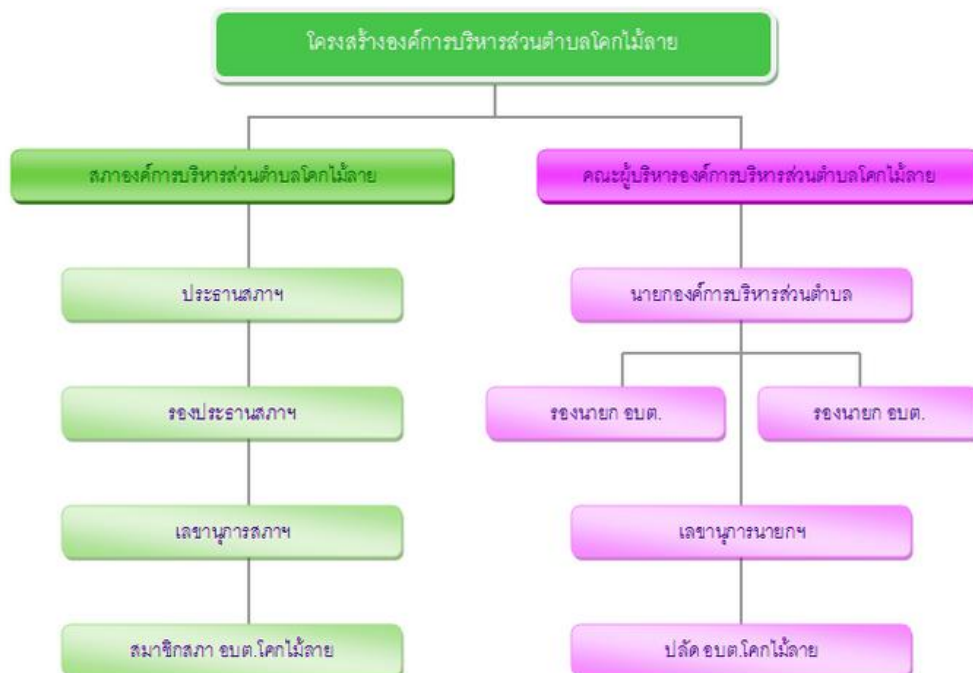 โครงสร้างองค์การบริหารส่วนตำบลโคกไม้ลาย
สภาองค์การบริหารส่วนตำบลโคกไม้ลาย
คณะผู้บริหารองค์การบริหารส่วนตำบลโคกไม้ลาย
ประธานสภาฯ
นายกองค์การบริหารส่วนตำบล
รองประธานสภาฯ
รองนายก อบต.
รองนายก อบต.
เลขานุการสภาฯ
เลขานุการนายกฯ
สมาชิกสภา อบต.โคกไม้ลาย
ปลัด อบต.โคกไม้ลาย